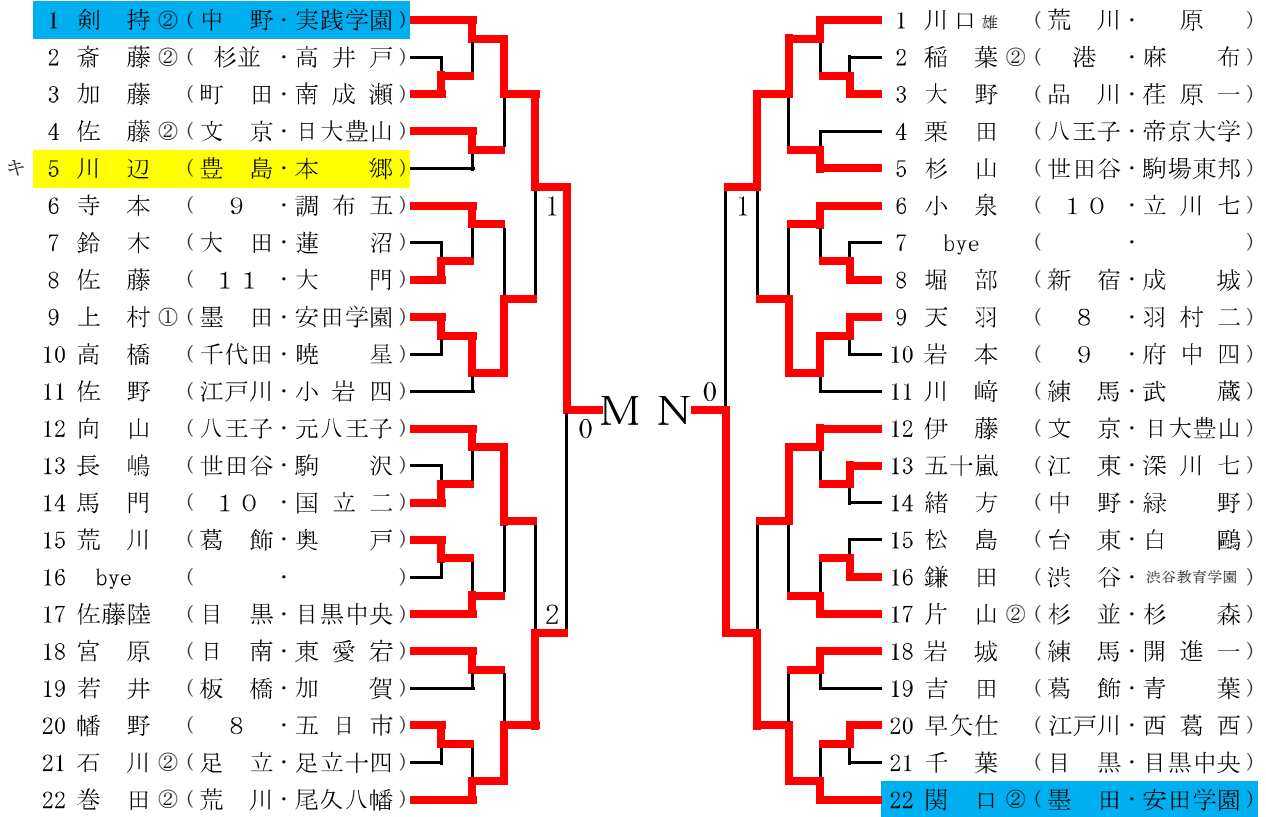 1 剣 持②(中 野・実践学園)
2 斎 藤②( 杉並 ・高 井 戸)
3 加 藤 (町 田・南 成 瀬)
4 佐 藤②(文 京・日大豊山)
キ 5 川 辺 (豊 島・本 郷)
6 寺 本 ( 9 ・調 布 五)
7 鈴 木 (大 田・蓮 沼)
8 佐 藤 ( 11 ・大 門)
9 上 村①(墨 田・安田学園)
10 高 橋 (千代田・暁 星)
11 佐 野 (江戸川・小 岩 四)
12 向 山 (八王子・元八王子)
13 長 嶋 (世田谷・駒 沢)
14 馬 門 ( 10 ・国 立 二)
15 荒 川 (葛 飾・奥 戸)
16 bye ( ・ )
17 佐藤陸 (目 黒・目黒中央)
18 宮 原 (日 南・東 愛 宕)
19 若 井 (板 橋・加 賀)
20 幡 野 ( 8 ・五 日 市)
21 石 川②(足 立・足立十四)
22 巻 田②(荒 川・尾久八幡)
1
0
2
M N
0
1
1 川口雄 (荒 川・ 原 )
2 稲 葉②( 港 ・麻 布)
3 大 野 (品 川・荏 原 一)
4 栗 田 (八王子・帝京大学)
5 杉 山 (世田谷・駒場東邦)
6 小 泉 ( 10 ・立 川 七)
7 bye ( ・ )
8 堀 部 (新 宿・成 城)
9 天 羽 ( 8 ・羽 村 二)
10 岩 本 ( 9 ・府 中 四)
11 川 﨑 (練 馬・武 蔵)
12 伊 藤 (文 京・日大豊山)
13 五十嵐 (江 東・深 川 七)
14 緒 方 (中 野・緑 野)
15 松 島 (台 東・白 鷗)
16 鎌 田 (渋 谷・渋谷教育学園)
17 片 山②(杉 並・杉 森)
18 岩 城 (練 馬・開 進 一)
19 吉 田 (葛 飾・青 葉)
20 早矢仕 (江戸川・西 葛 西)
21 千 葉 (目 黒・目黒中央)
22 関 口②(墨 田・安田学園)